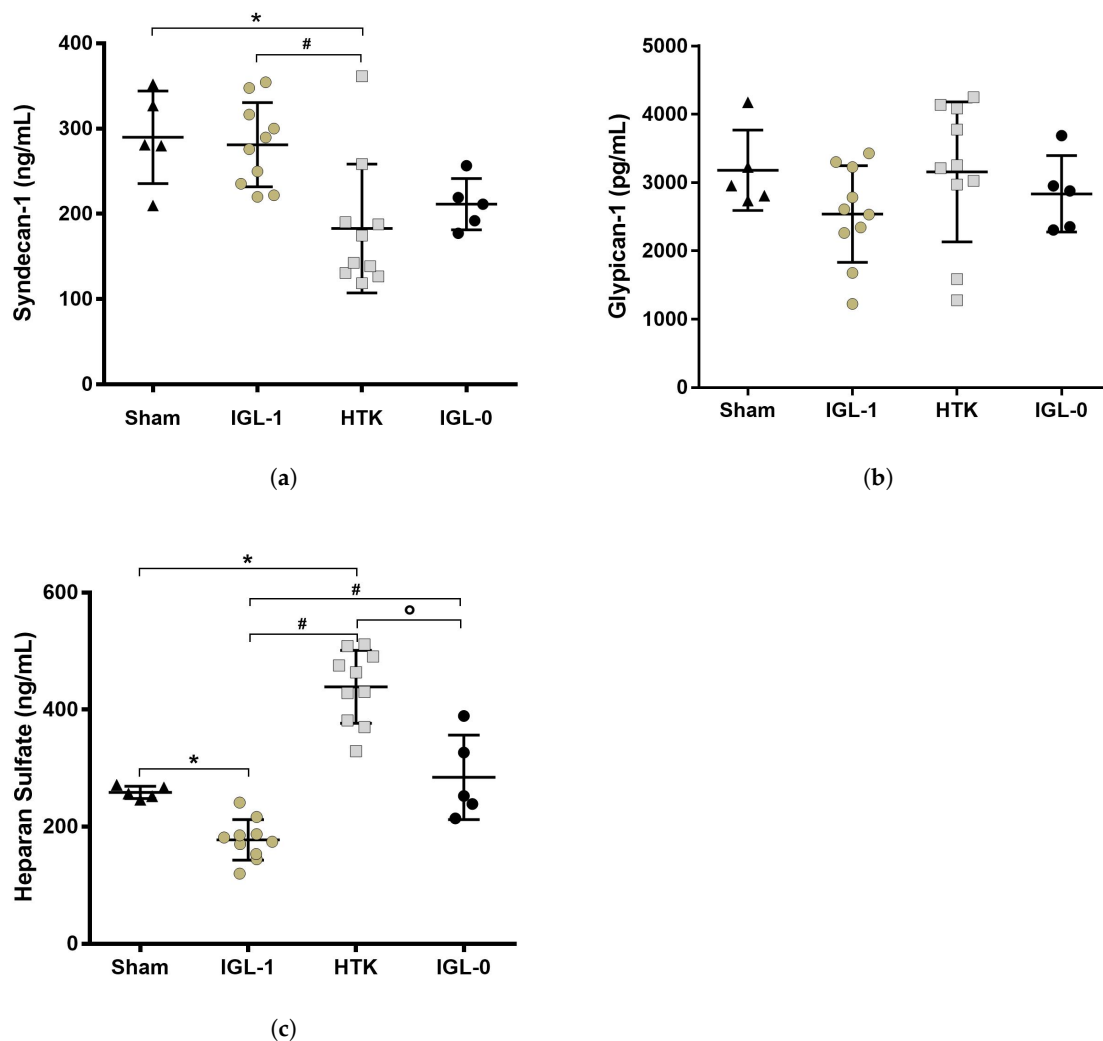 *
#
400
300
200
100
0
Syndecan-1 (ng/mL)
Sham IGL-1 HTK IGL-0
(a)
5000
4000
3000
2000
1000
0
Glypican-1 (pg/mL)
Sham IGL-1 HTK IGL-0
(b)
*
#
#
*
600
400
200
0
Heparan Sulfate (ng/mL)
Sham IGL-1 HTK IGL-0
(c)